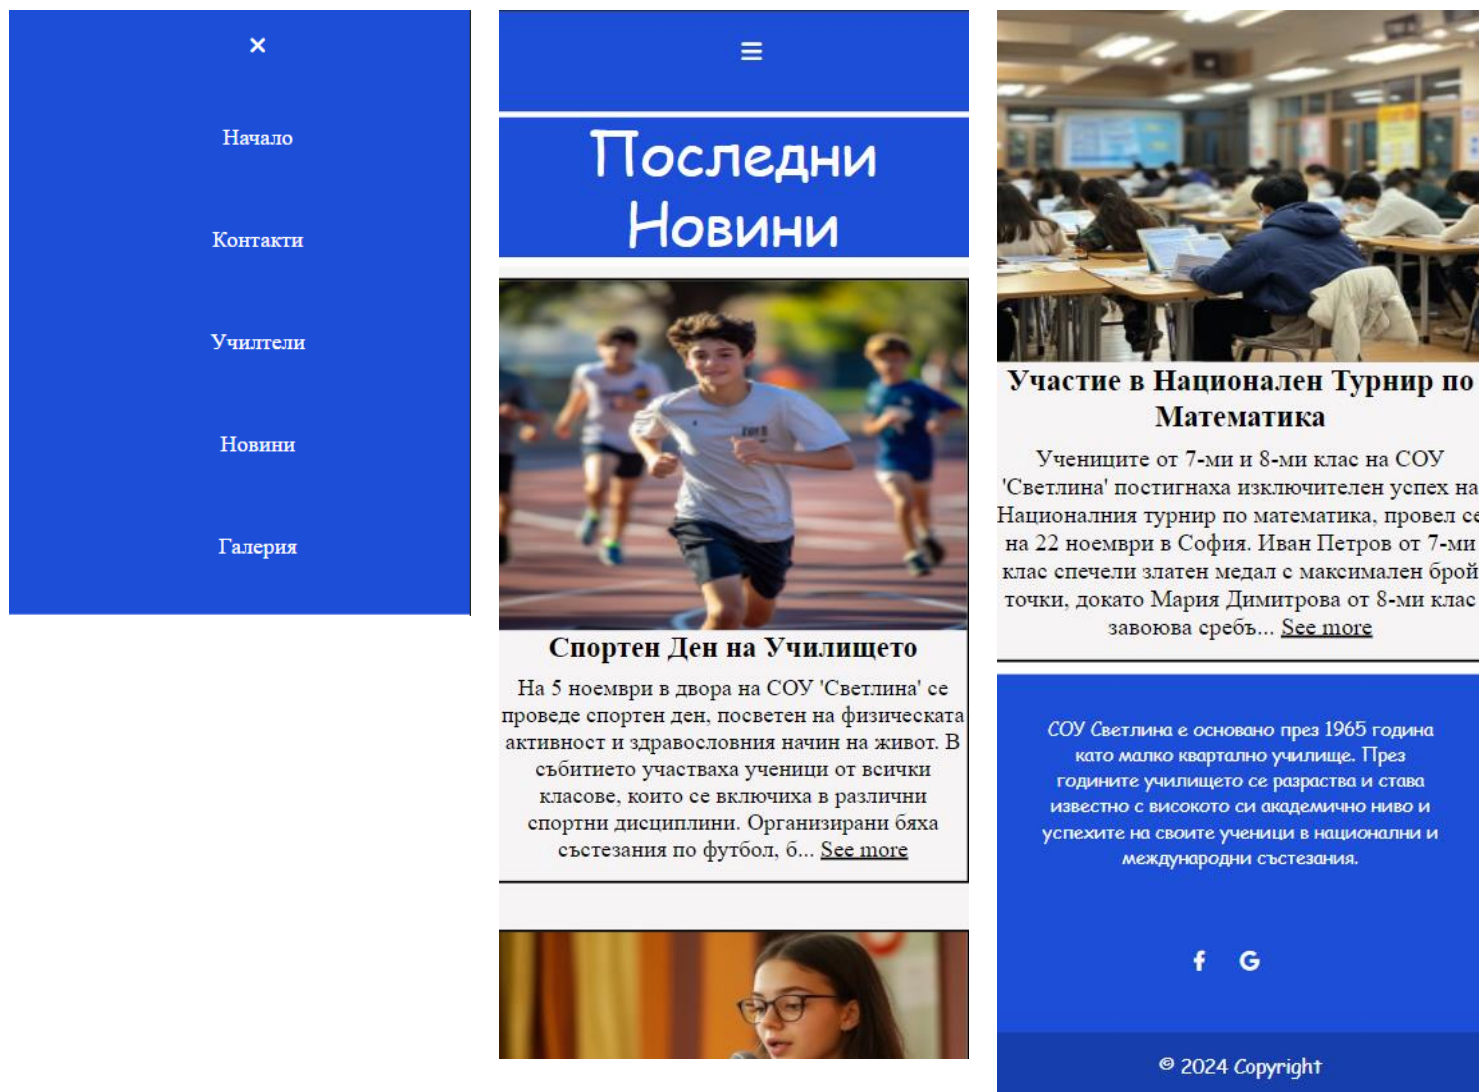 Начало
Контакти
Училтели
Новини
Галерия
Последни
Новини
Спортен Ден на Училището
На 5 ноември в двора на СОУ 'Светлина' се
проведе спортен ден, посветен на физическата
активност и здравословния начин на живот. В
събитието участваха ученици от всички
класове, които се включиха в различни
спортни дисциплини. Организирани бяха
състезания по футбол, б... See more
Участие в Национален Турнир по
Математика
Учениците от 7-ми и 8-ми клас на СОУ
'Светлина' постигнаха изключителен успех на
Националния турнир по математика, провел се
на 22 ноември в София. Иван Петров от 7-ми
клас спечели златен медал с максимален брой
точки, докато Мария Димитрова от 8-ми клас
завоюва сребъ... See more
СОУ Светлина е основано през 1965 година
като малко квартално училище. През
годините училището се разраства и става
известно с високото си академично ниво и
успехите на своите ученици в национални и
международни състезания.
© 2024 Copyright